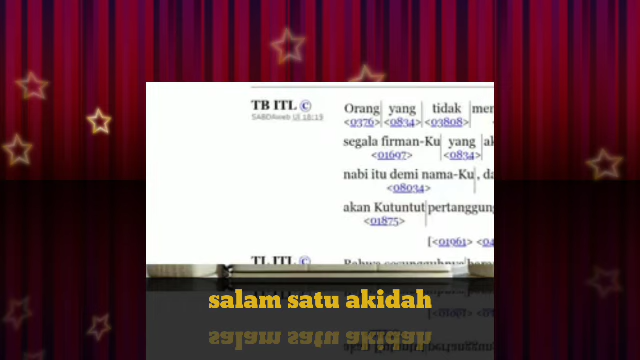 TB ITL ©
SABDAweb Ul 18:19
Orang yang tidak
<0376> <0834> <03808>
segala firman-Ku yang
<01697> <0834>
nabi itu demi nama-Ku,
<08034>
akan Kutuntut
<01875>
[<01961>
TL ITL ©
salam satu akidah